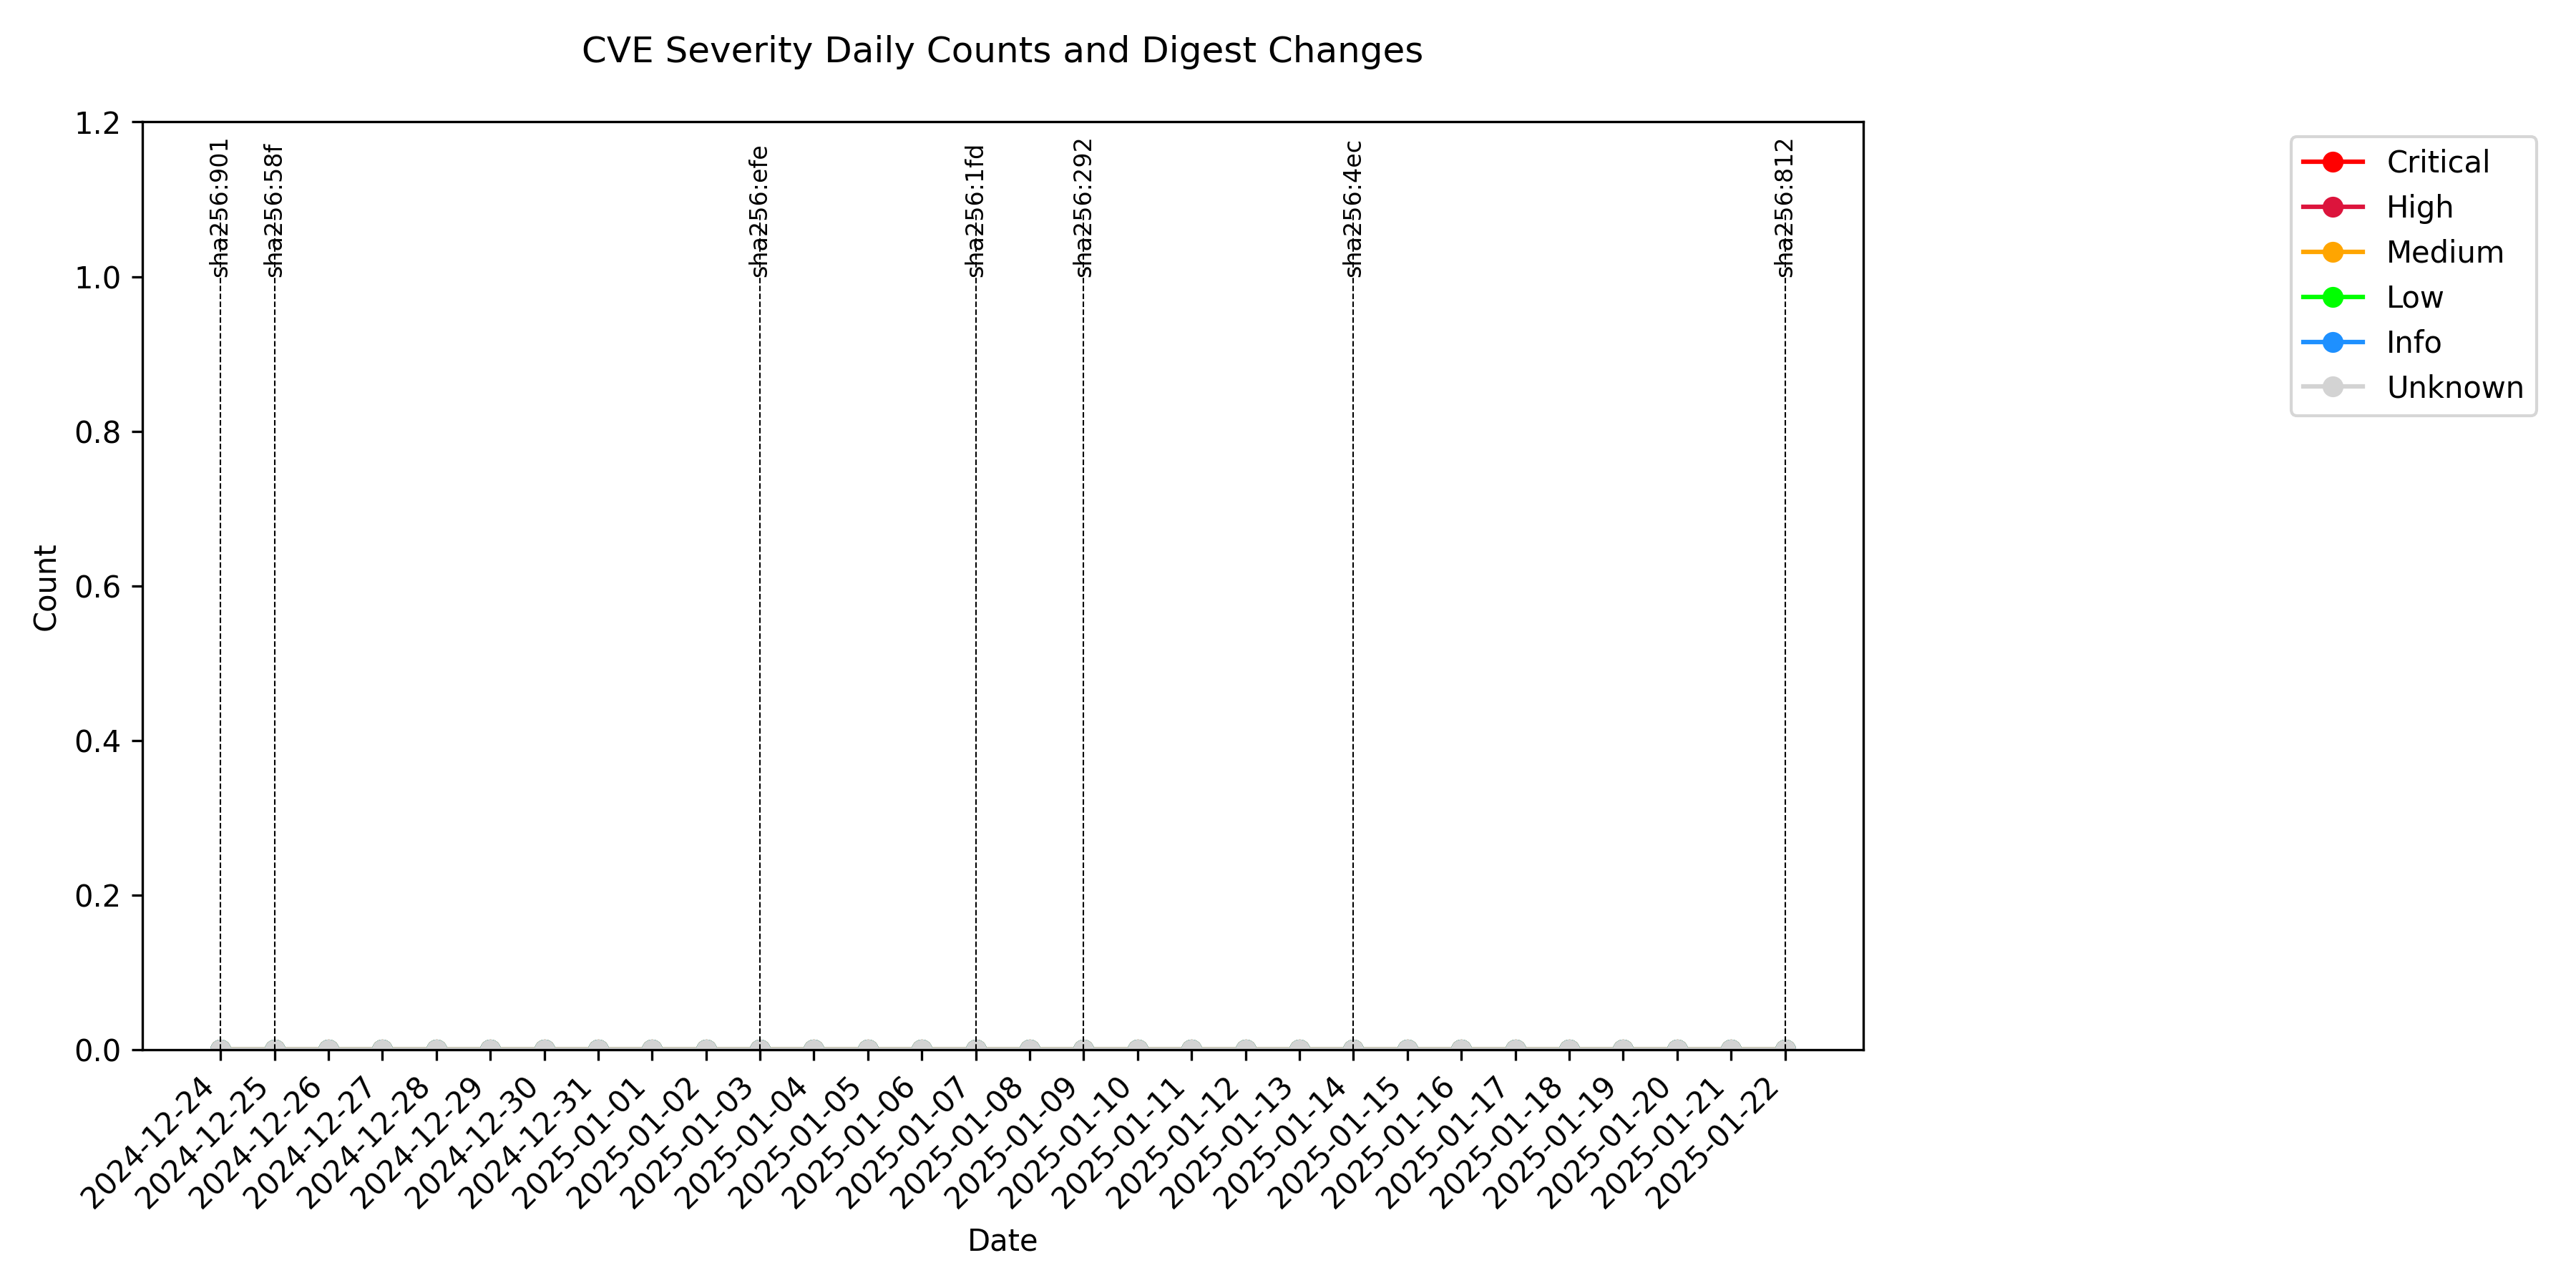 CVE Severity Daily Counts and Digest Changes
1.2
1.0
0.8
0.6
0.4
0.2
0.0
Count
sha256:901
sha256:58f
sha256:efe
sha256:1fd
sha256:292
sha256:4ec
sha256:812
Critical
High
Medium
Low
Info
Unknown
2024-12-24
2024-12-25
2024-12-26
2024-12-27
2024-12-28
2024-12-29
2024-12-30
2024-12-31
2025-01-01
2025-01-02
2025-01-03
2025-01-04
2025-01-05
2025-01-06
2025-01-07
2025-01-08
2025-01-09
2025-01-10
2025-01-11
2025-01-12
2025-01-13
2025-01-14
2025-01-15
2025-01-16
2025-01-17
2025-01-18
2025-01-19
2025-01-20
2025-01-21
2025-01-22
Date